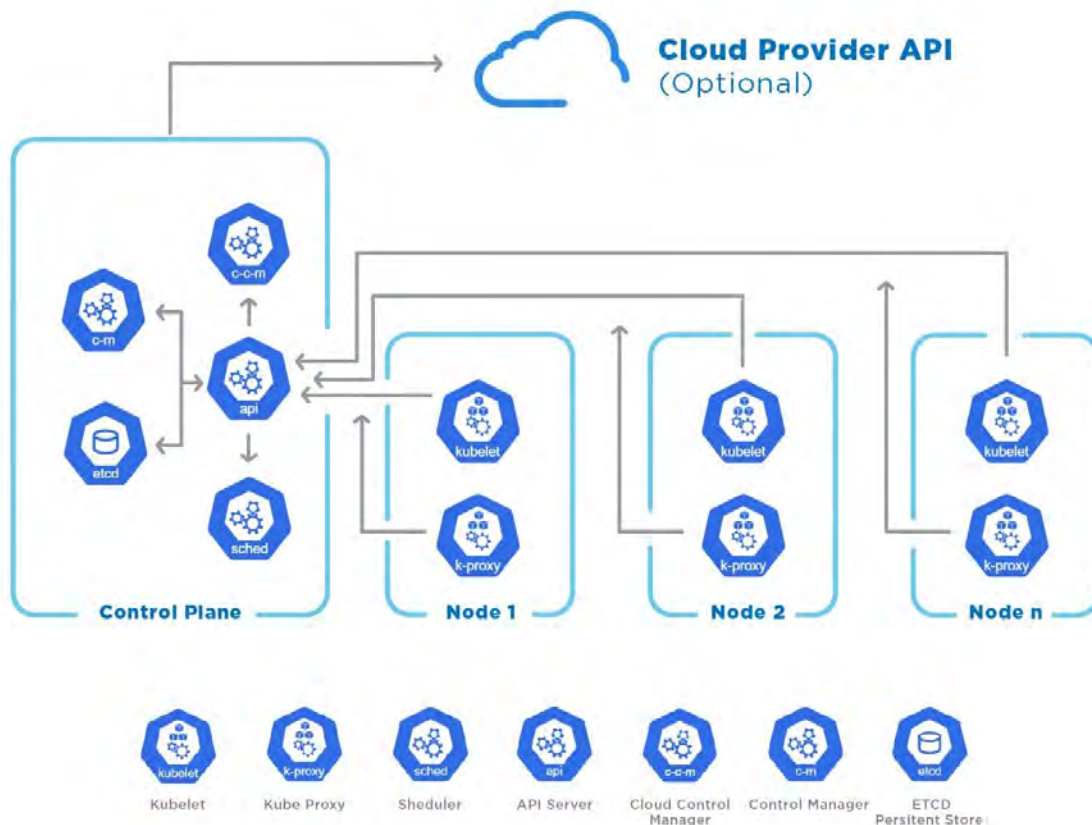 Cloud Provider API
(Optional)
c-c-m
c-m
api
etcd
sched
Control Plane
kubelet
k-proxy
Node 1
kubelet
k-proxy
Node 2
kubelet
k-proxy
Node n
kubelet
Kubelet
k-proxy
Kube Proxy
sched
Sheduler
api
API Server
c-c-m
Cloud Control
Manager
c-m
Control Manager
etcd
ETCD
Persitent Store